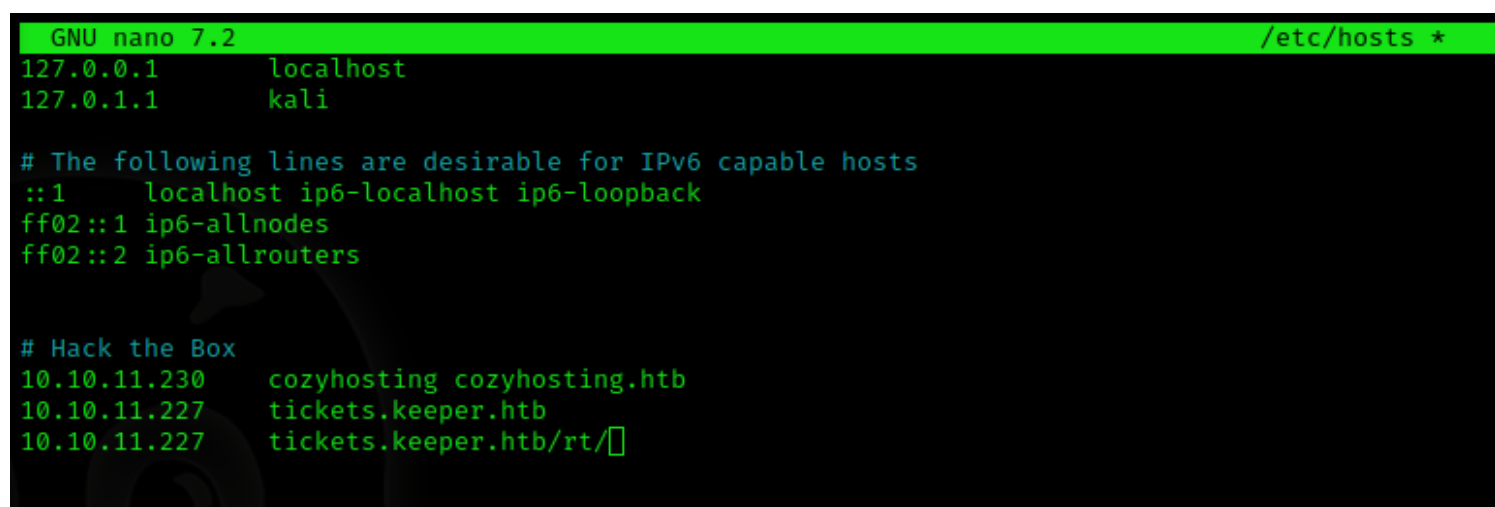 GNU nano 7.2 /etc/hosts *
127.0.0.1 localhost
127.0.1.1 kali
# The following lines are desirable for IPv6 capable hosts
::1 localhost ip6-localhost ip6-loopback
ff02::1 ip6-allnodes
ff02::2 ip6-allrouters
# Hack the Box
10.10.11.230 cozyhosting cozyhosting.htb
10.10.11.227 tickets.keeper.htb
10.10.11.227 tickets.keeper.htb/rt/